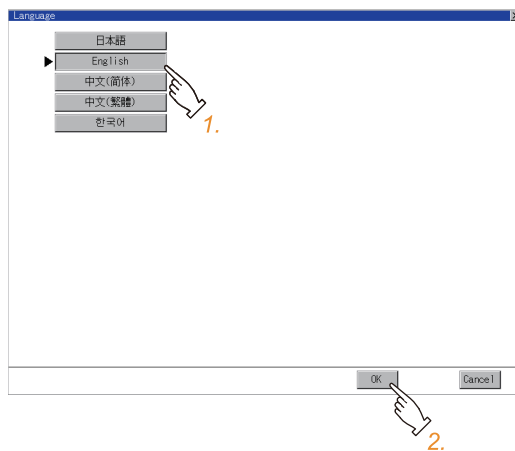 Language
日本語
English
中文(简体)
中文(繁體)
한국어
1.
OK
Cancel
2.